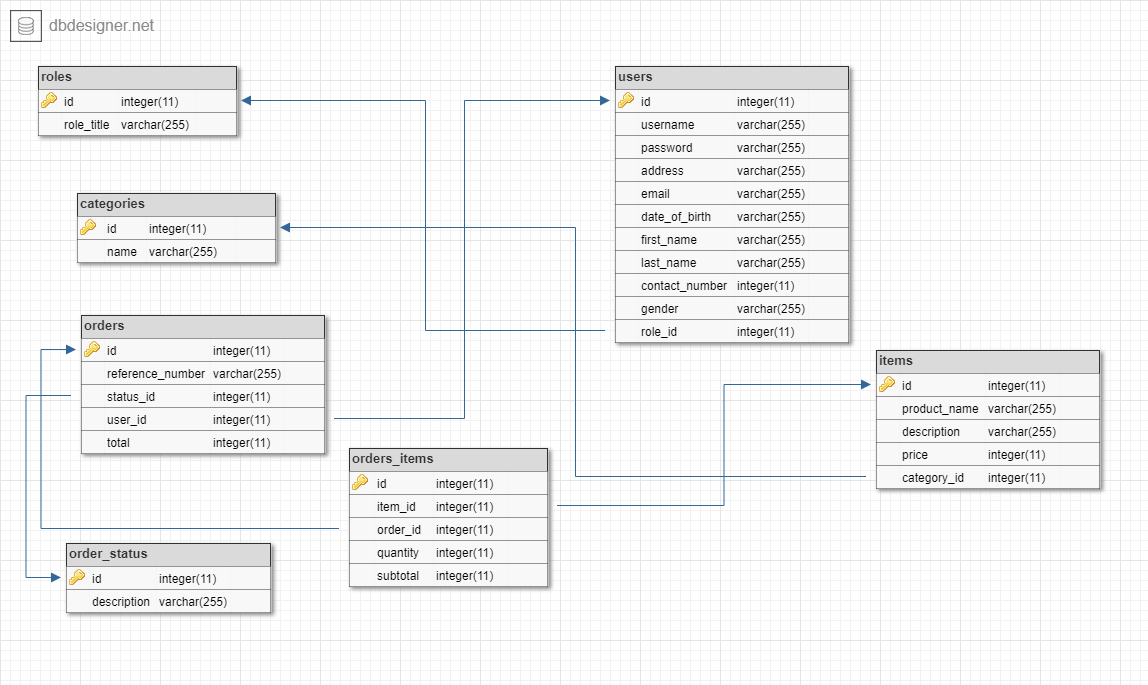 dbdesigner.net
roles
id integer(11)
role_title varchar(255)
users
id integer(11)
username varchar(255)
password varchar(255)
address varchar(255)
email varchar(255)
date_of_birth varchar(255)
first_name varchar(255)
last_name varchar(255)
contact_number integer(11)
gender varchar(255)
role_id integer(11)
categories
id integer(11)
name varchar(255)
orders
id integer(11)
reference_number varchar(255)
status_id integer(11)
user_id integer(11)
total integer(11)
items
id integer(11)
product_name varchar(255)
description varchar(255)
price integer(11)
category_id integer(11)
orders_items
id integer(11)
item_id integer(11)
order_id integer(11)
quantity integer(11)
subtotal integer(11)
order_status
id integer(11)
description varchar(255)